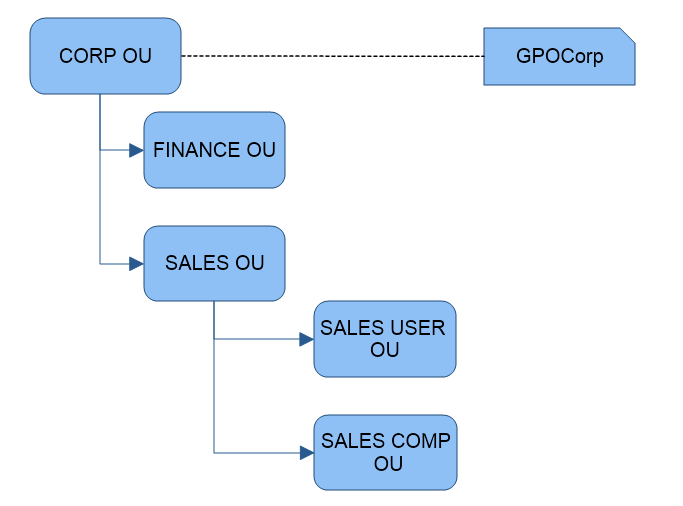 CORP OU
GPOCorp
FINANCE OU
SALES OU
SALES USER
OU
SALES COMP
OU